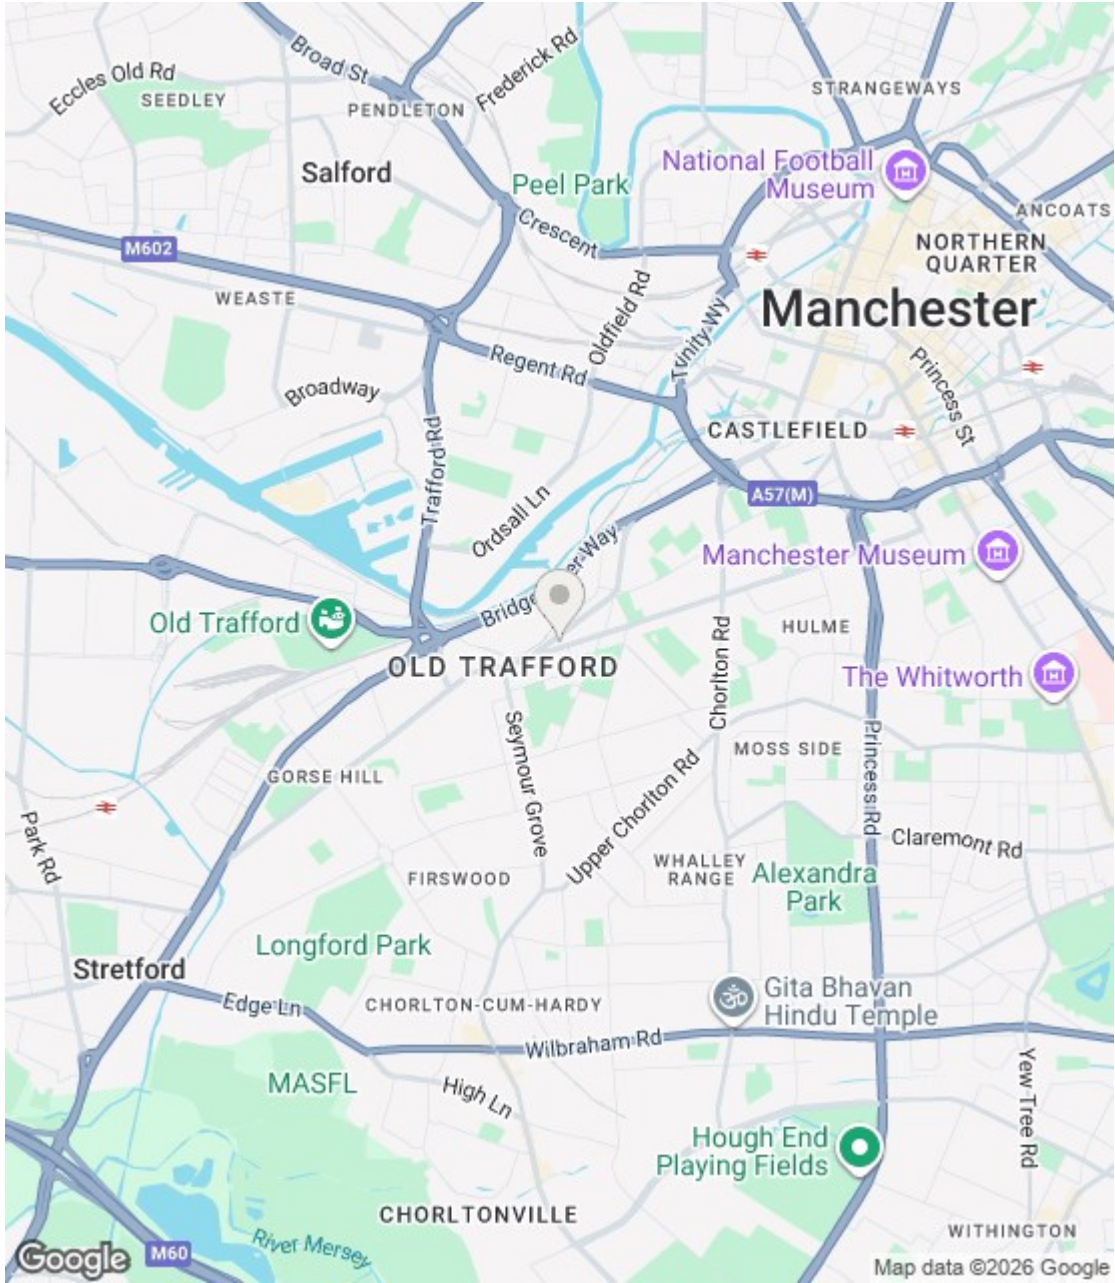 Broad St
Frederick Rd
Eccles Old Rd
SEEDLEY
PENDLETON
STRANGEWAYS
Salford
Peel Park
National Football
Museum
ANCOATS
Crescent
NORTHERN
QUARTER
M602
WEASTE
Oldfield Rd
Manchester
Regent Rd
Princess St
Broadway
Trafford Rd
CASTLEFIELD
A57(M)
Ordsall Ln
Manchester Museum
Old Trafford
HULME
OLD TRAFFORD
Chorlton Rd
The Whitworth
Seymour Grove
Princess Rd
MOSS SIDE
GORSE HILL
Upper Chorlton Rd
Park Rd
Claremont Rd
FIRSWOOD
WHALLEY
RANGE
Alexandra
Park
Longford Park
Stretford
Edge Ln
CHORLTON-CUM-HARDY
Gita Bhavan
Hindu Temple
Wilbraham Rd
MASFL
High Ln
Yew Tree Rd
Hough End
Playing Fields
CHORLTONVILLE
WITHINGTON
River Mersey
M60
Google
Map data ©2026 Google